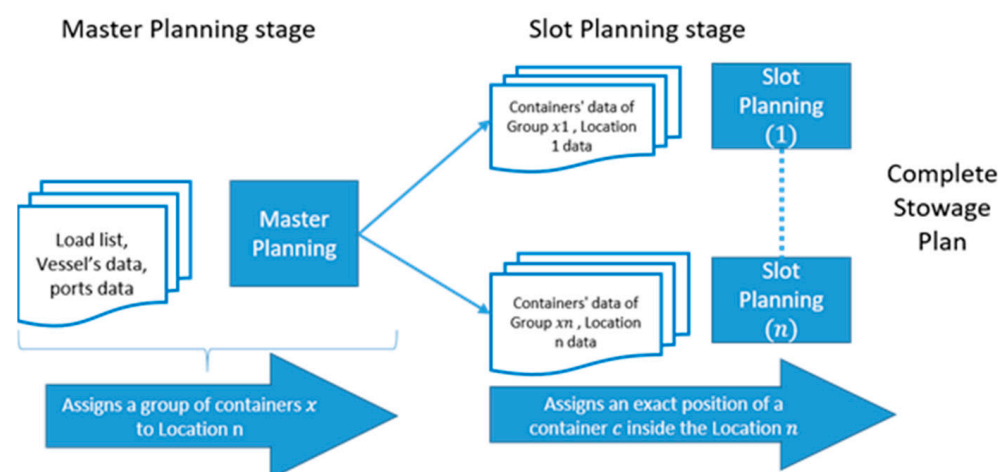 Master Planning stage
Slot Planning stage
Load list,
Vessel's data,
ports data
Master
Planning
Containers' data of
Group x1 , Location
1 data
Slot
Planning
(1)
Containers' data of
Group xn , Location
n data
Slot
Planning
(n)
Complete
Stowage
Plan
Assigns a group of containers x
to Location n
Assigns an exact position of a
container c inside the Location n